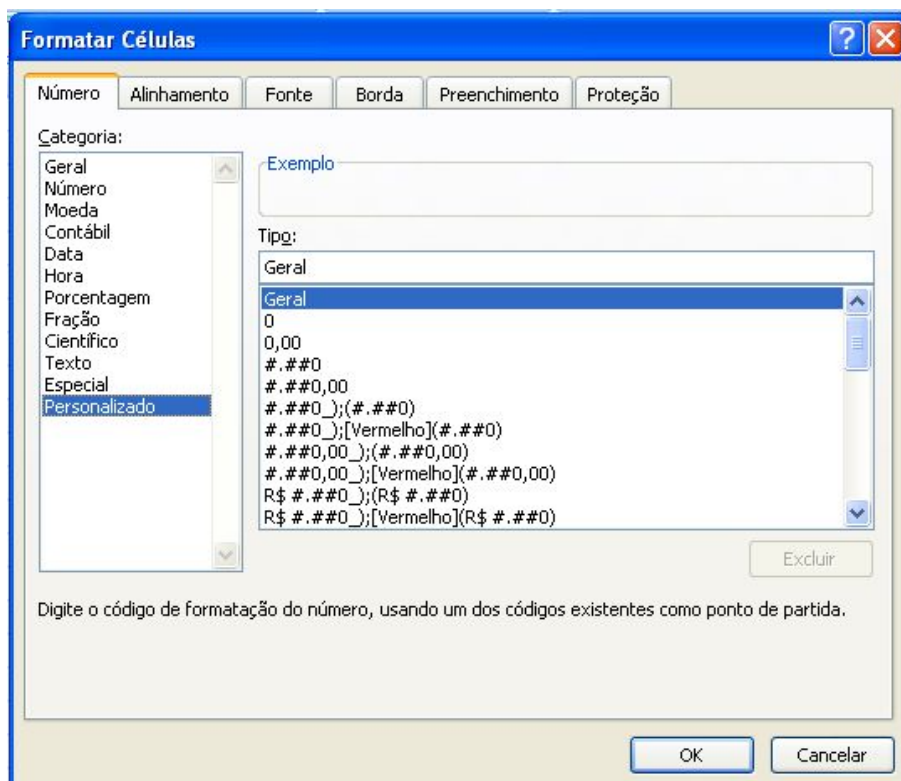 Formatar Células
Número Alinhamento Fonte Borda Preenchimento Proteção
Categoria:
Geral
Número
Moeda
Contábil
Data
Hora
Porcentagem
Fração
Científico
Texto
Especial
Personalizado
Exemplo
Tipo:
Geral
Geral
0
0,00
#.##0
#.##0,00
#.##0_);(#.##0)
#.##0_);[Vermelho](#.##0)
#.##0,00_);(#.##0,00)
#.##0,00_);[Vermelho](#.##0,00)
R$ #.##0_);(R$ #.##0)
R$ #.##0_);[Vermelho](R$ #.##0)
Excluir
Digite o código de formatação do número, usando um dos códigos existentes como ponto de partida.
OK Cancelar